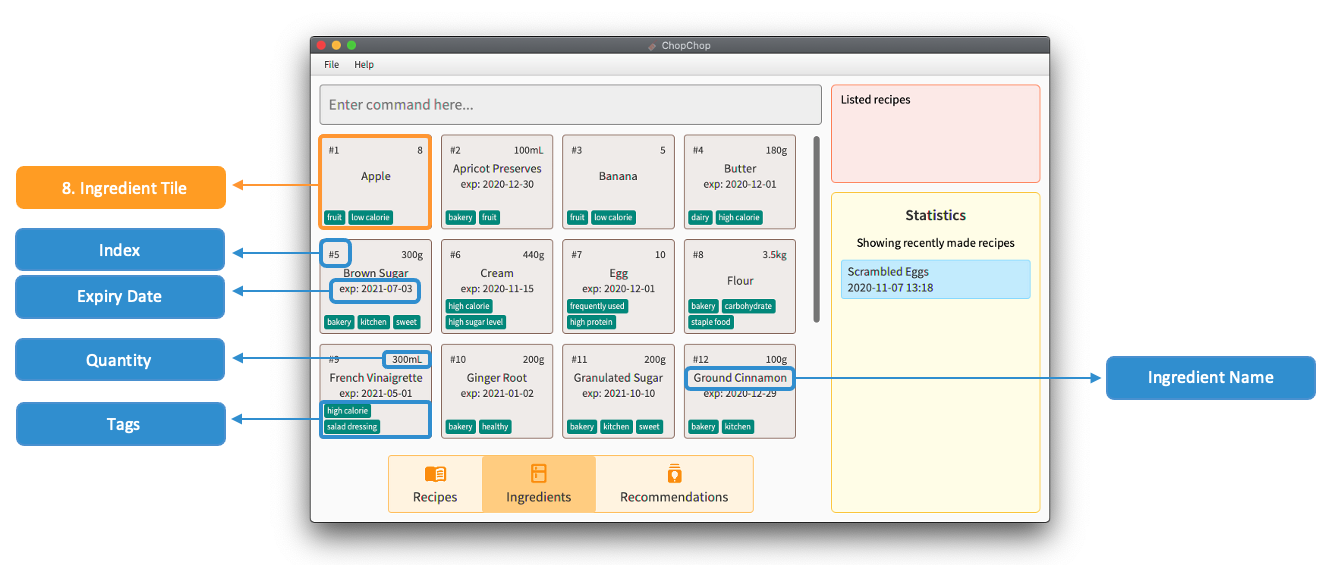 ChopChop
File Help
Enter command here...
Listed recipes
#1 8
Apple
fruit low calorie
#2 100mL
Apricot Preserves
exp: 2020-12-30
bakery fruit
#3 5
Banana
fruit low calorie
#4 180g
Butter
exp: 2020-12-01
dairy high calorie
8. Ingredient Tile
Index
Expiry Date
Quantity
Tags
#5 300g
Brown Sugar
exp: 2021-07-03
bakery kitchen sweet
#6 440g
Cream
exp: 2020-11-15
high calorie
high sugar level
#7 10
Egg
exp: 2020-12-01
frequently used
high protein
#8 3.5kg
Flour
bakery carbohydrate
staple food
#9 300mL
French Vinaigrette
exp: 2021-05-01
high calorie
salad dressing
#10 200g
Ginger Root
exp: 2021-01-02
bakery healthy
#11 200g
Granulated Sugar
exp: 2021-10-10
bakery kitchen sweet
#12 100g
Ground Cinnamon
exp: 2020-12-29
bakery kitchen
Statistics
Showing recently made recipes
Scrambled Eggs
2020-11-07 13:18
Ingredient Name
Recipes Ingredients Recommendations